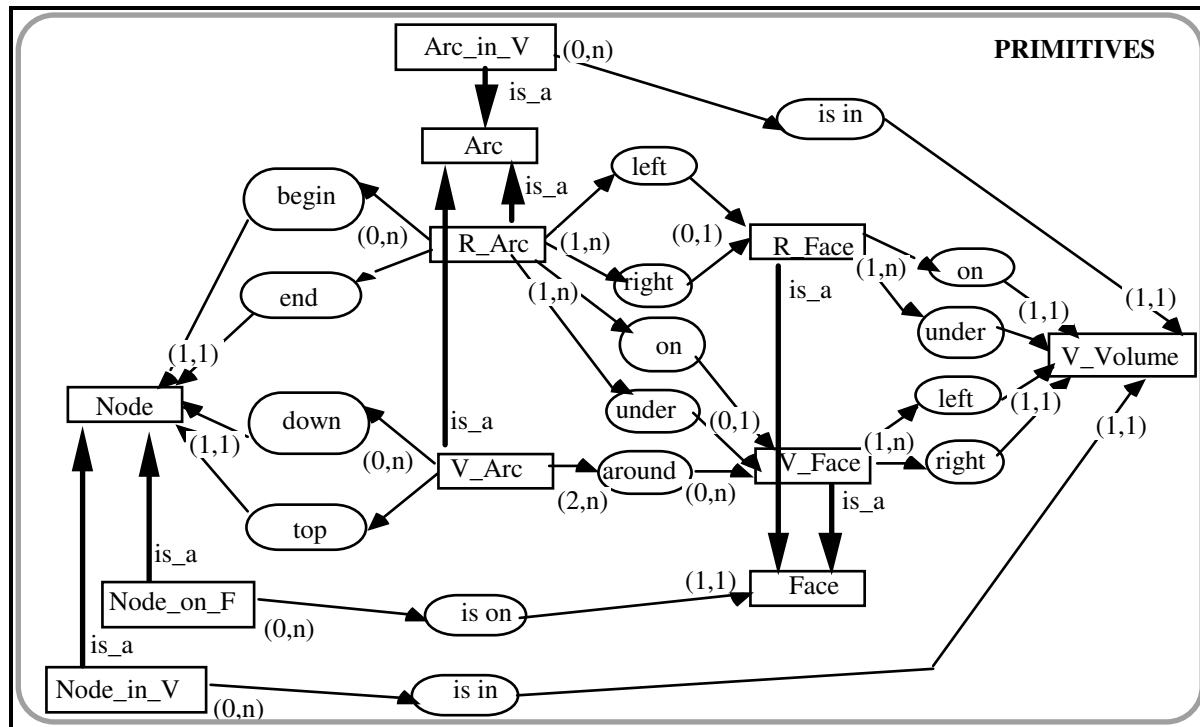 Arc_in_V
(0,n)
PRIMITIVES
is_a
is in
Arc
left
is_a
begin
(0,n)
R_Arc
(1,n)
(0,1)
R_Face
(1,n)
on
right
is_a
end
(1,n)
(1,1)
(1,1)
on
under
(1,1)
V_Volume
Node
down
under
is_a
(0,1)
left
(1,1)
(1,1)
(1,1)
(0,n)
V_Arc
(2,n)
around
(0,n)
V_Face
(1,n)
right
is_a
top
is_a
Node_on_F
(0,n)
is on
(1,1)
Face
is_a
Node_in_V
(0,n)
is in